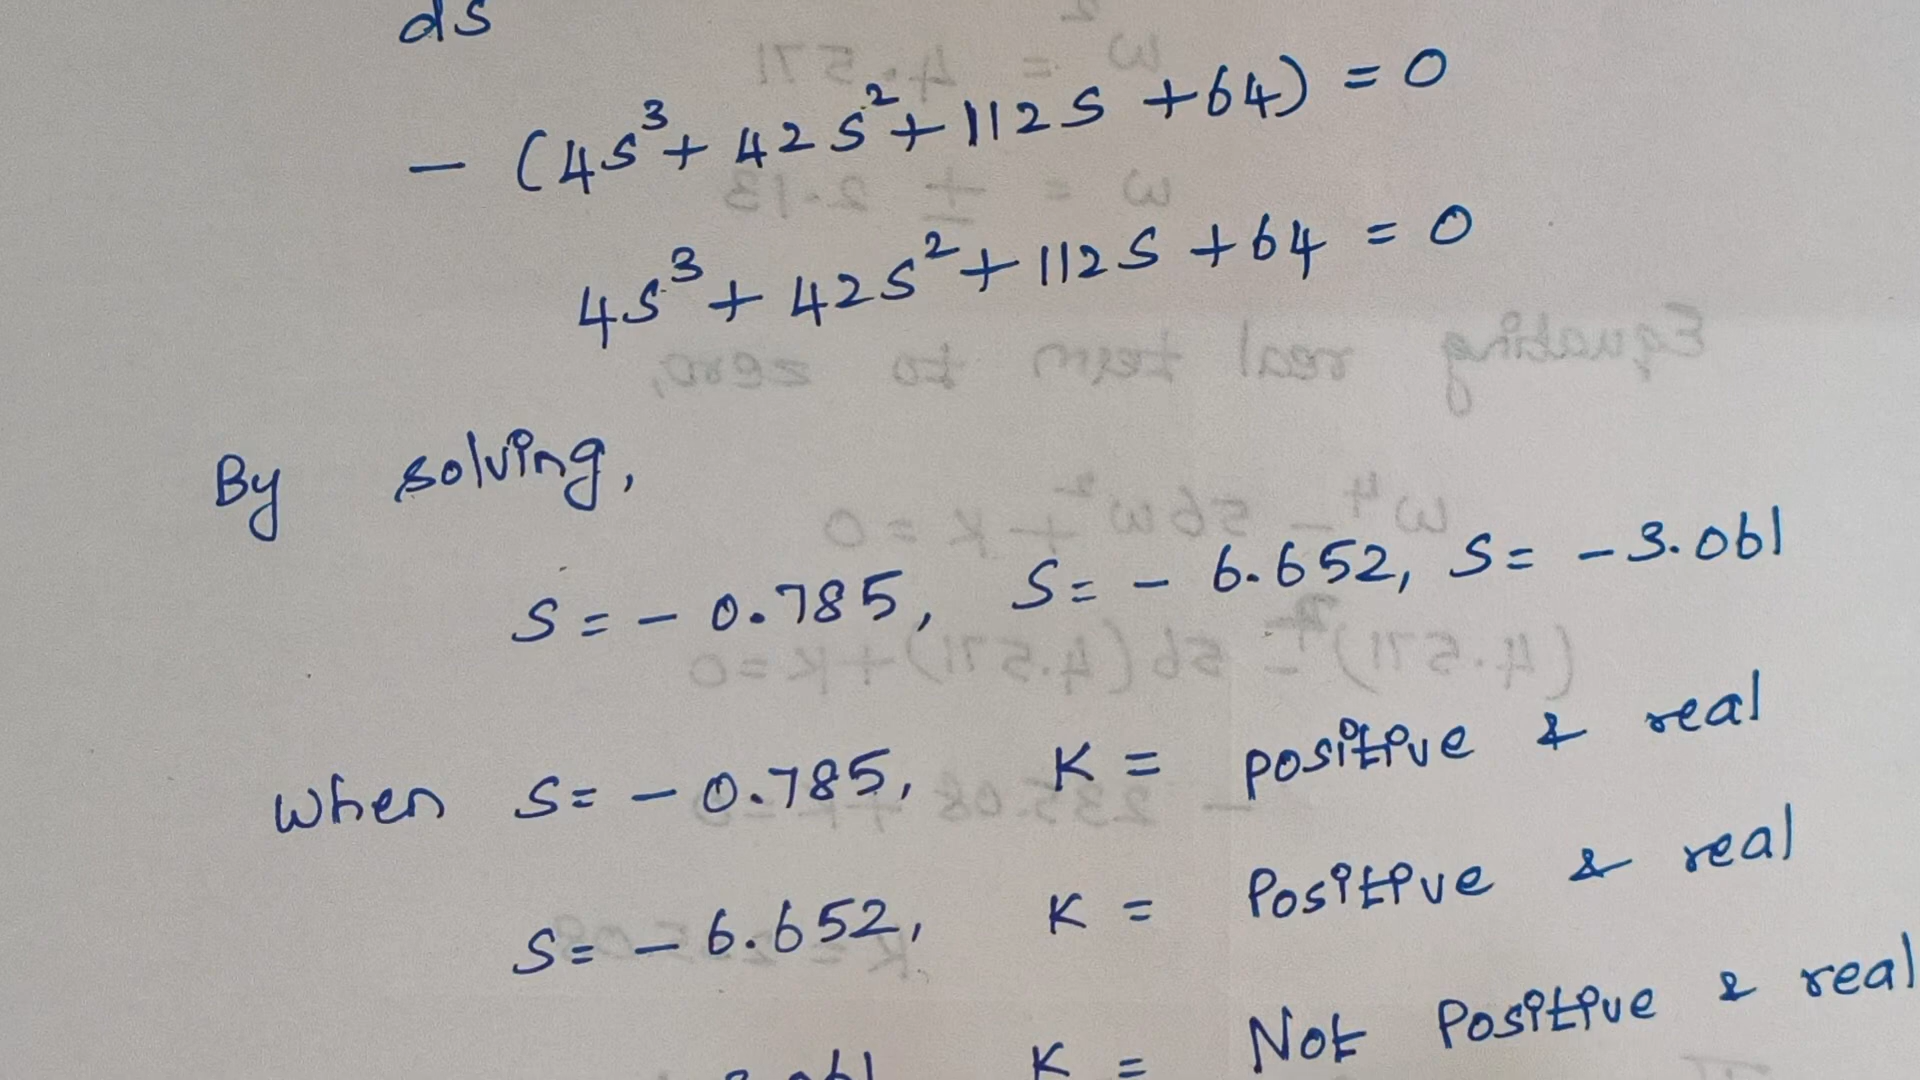 ds
- (4s³ + 42s² + 112s + 64) = 0
4s³ + 42s² + 112s + 64 = 0
By solving,
s = - 0.785, s = - 6.652, s = - 3.061
When s = - 0.785, K = positive & real
s = - 6.652, K = Positive & real
K = Not Positive & real